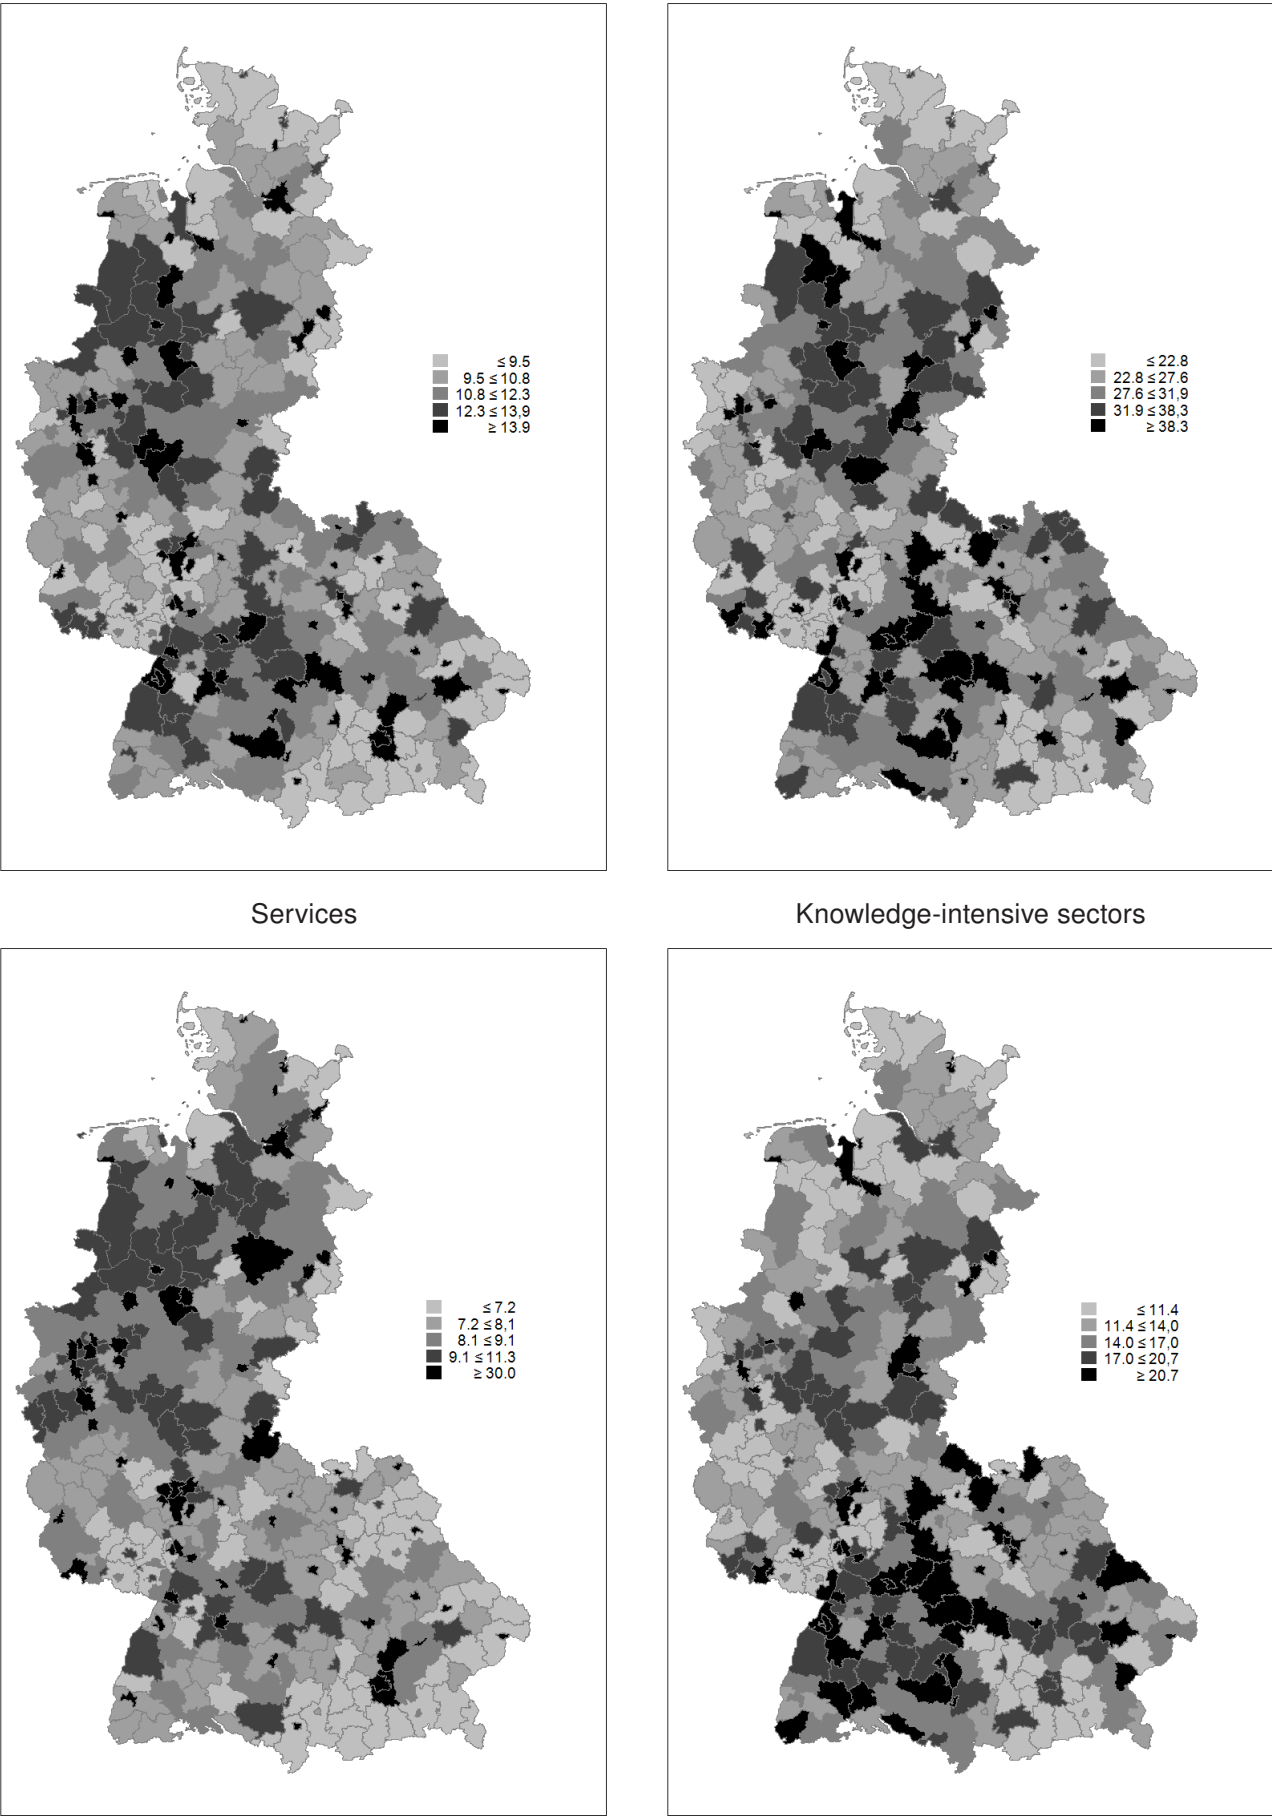 ≤ 9.5
9.5 ≤ 10.8
10.8 ≤ 12.3
12.3 ≤ 13,9
≥ 13.9
≤ 22.8
22.8 ≤ 27.6
27.6 ≤ 31,9
31.9 ≤ 38,3
≥ 38.3
Services
Knowledge-intensive sectors
≤ 7.2
7.2 ≤ 8,1
8.1 ≤ 9.1
9.1 ≤ 11.3
≥ 30.0
≤ 11.4
11.4 ≤ 14,0
14.0 ≤ 17,0
17.0 ≤ 20,7
≥ 20.7